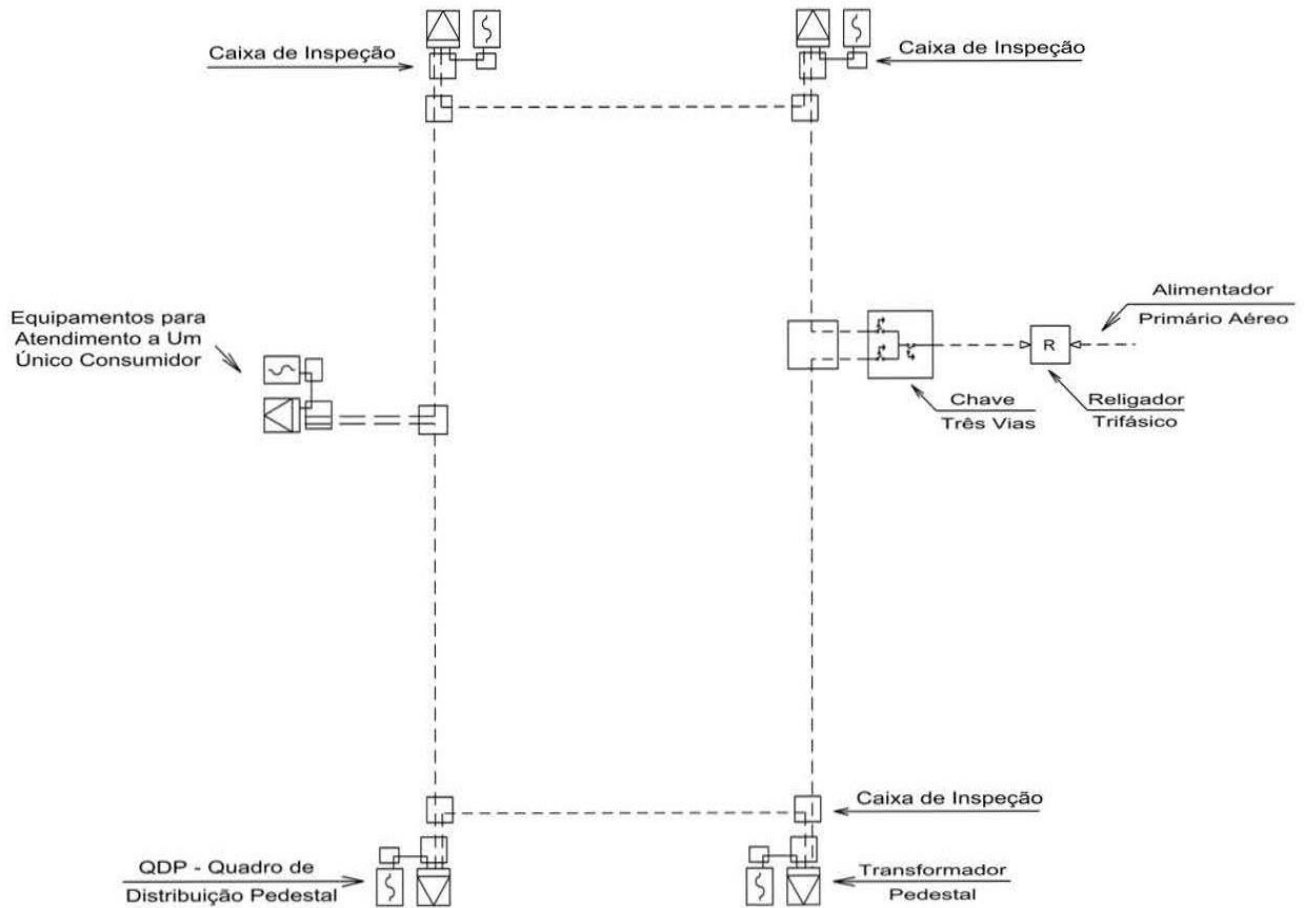 Caixa de Inspeção
Caixa de Inspeção
Alimentador
Primário Aéreo
Equipamentos para
Atendimento a Um
Único Consumidor
R
Chave
Três Vias
Religador
Trifásico
Caixa de Inspeção
QDP - Quadro de
Distribuição Pedestal
Transformador
Pedestal